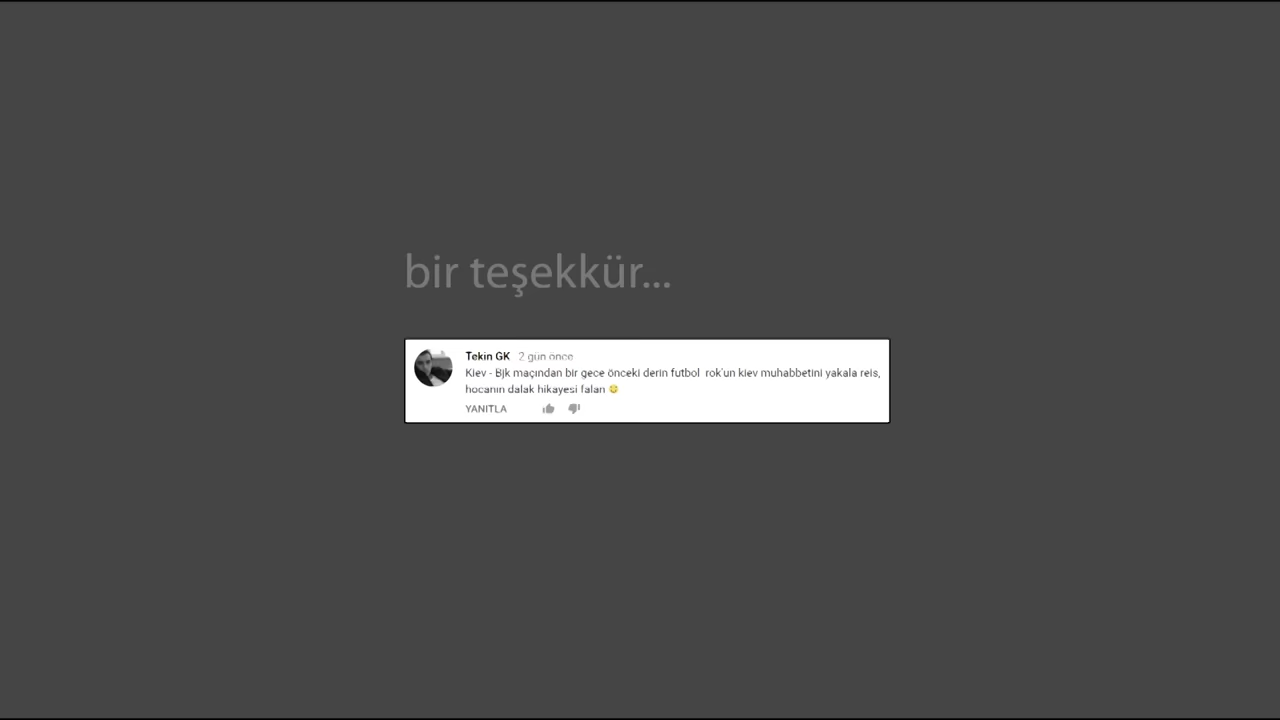 bir teşekkür...
Tekin GK 2 gün önce
Kiev - Bjk maçından bir gece önceki derin futbol rok'un kiev muhabbetini yakala reis,
hocanın dalak hikayesi falan
YANITLA